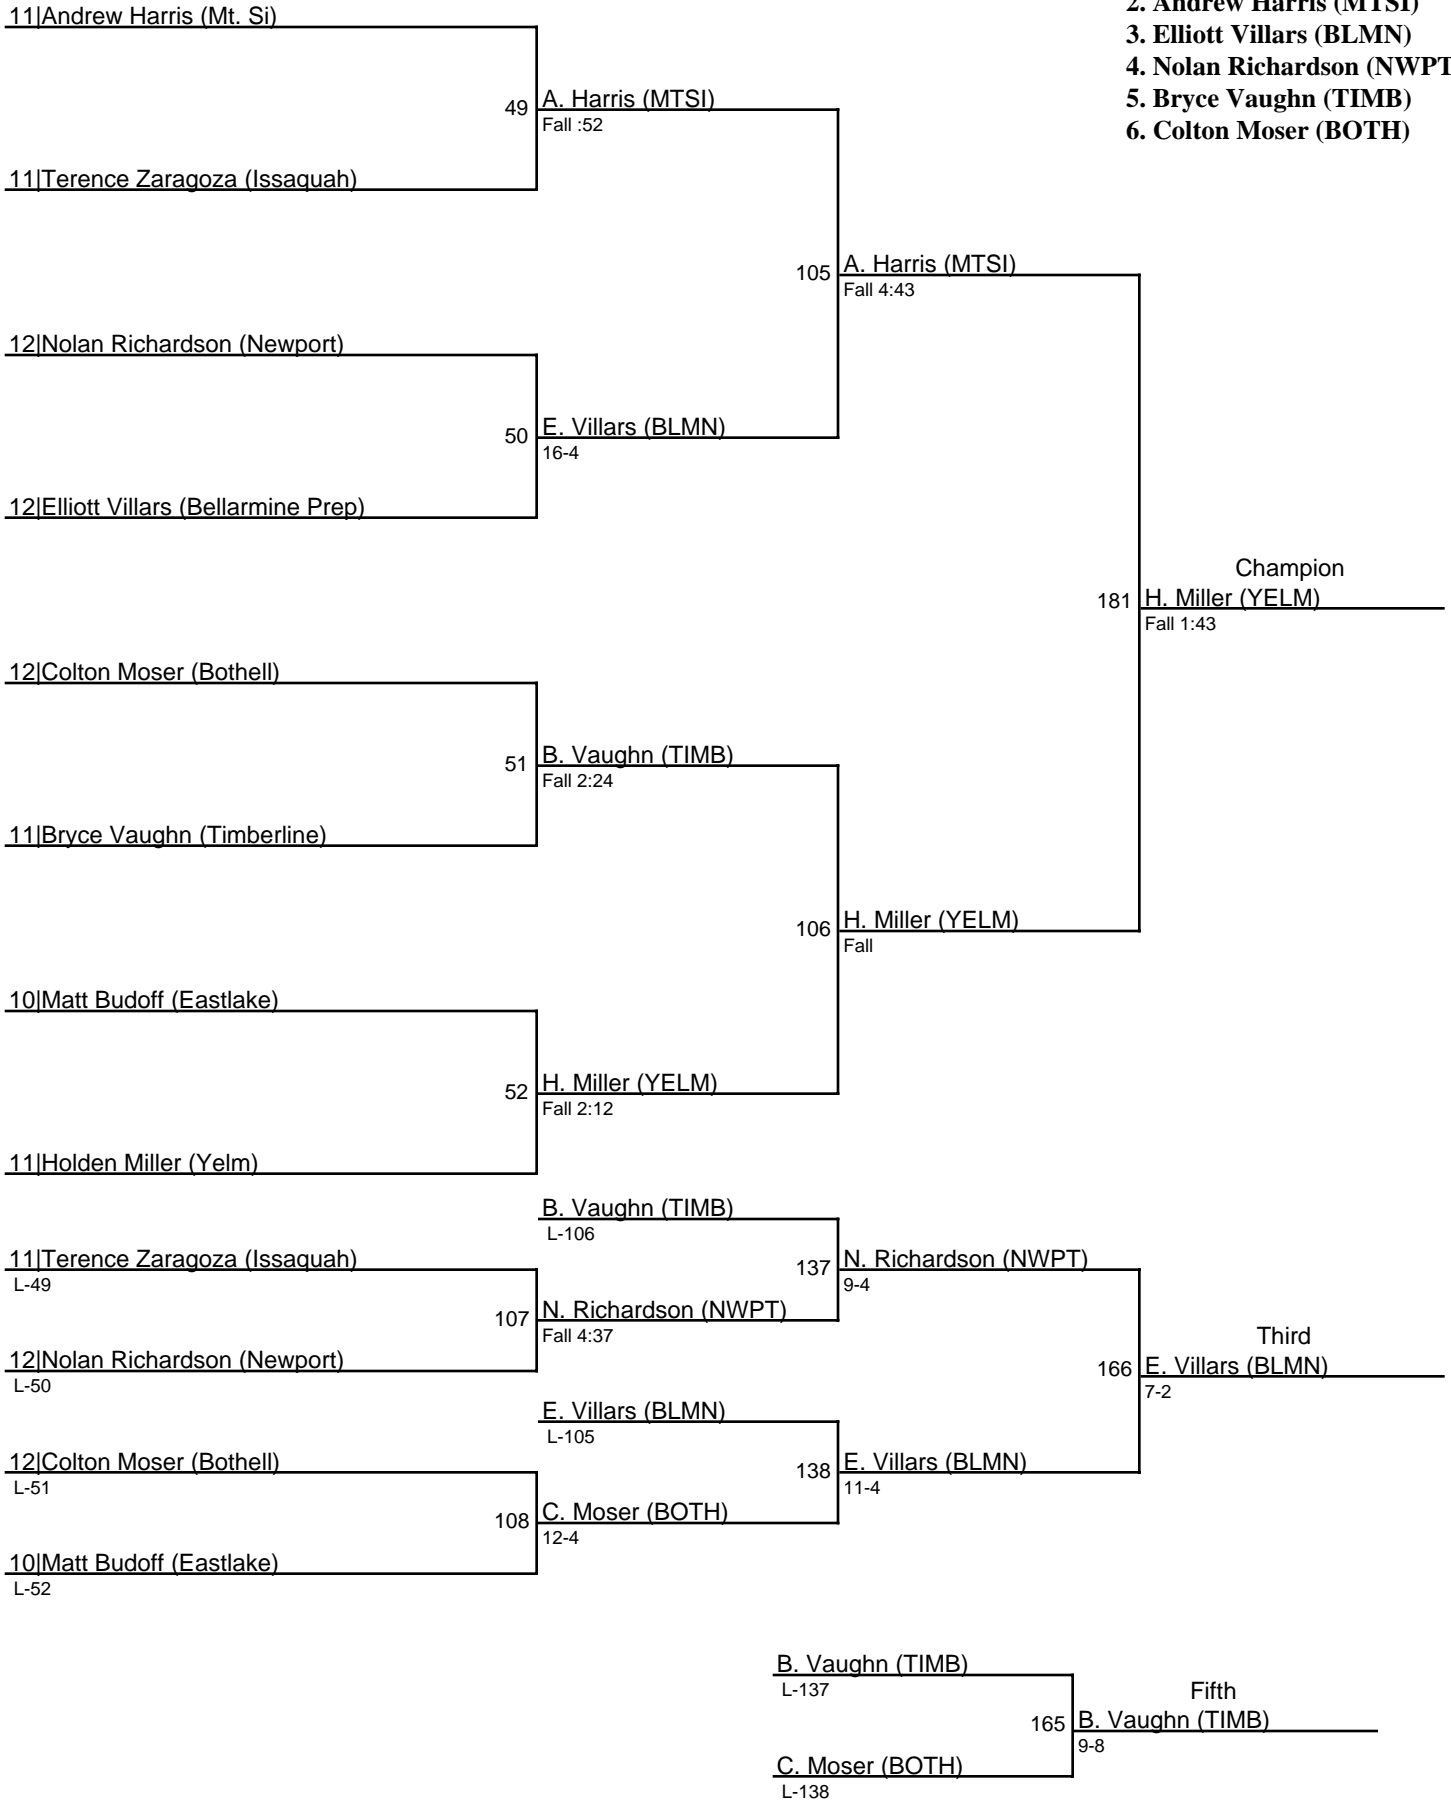 11|Andrew Harris (Mt. Si)
2. Andrew Harris (MTSI)
3. Elliott Villars (BLMN)
4. Nolan Richardson (NWPT
5. Bryce Vaughn (TIMB)
6. Colton Moser (BOTH)
49 A. Harris (MTSI)
Fall :52
11|Terence Zaragoza (Issaquah)
105 A. Harris (MTSI)
Fall 4:43
12|Nolan Richardson (Newport)
50 E. Villars (BLMN)
16-4
12|Elliott Villars (Bellarmine Prep)
Champion
181 H. Miller (YELM)
Fall 1:43
12|Colton Moser (Bothell)
51 B. Vaughn (TIMB)
Fall 2:24
11|Bryce Vaughn (Timberline)
106 H. Miller (YELM)
Fall
10|Matt Budoff (Eastlake)
52 H. Miller (YELM)
Fall 2:12
11|Holden Miller (Yelm)
B. Vaughn (TIMB)
L-106
11|Terence Zaragoza (Issaquah)
L-49
137 N. Richardson (NWPT)
9-4
107 N. Richardson (NWPT)
Fall 4:37
12|Nolan Richardson (Newport)
L-50
Third
166 E. Villars (BLMN)
7-2
E. Villars (BLMN)
L-105
12|Colton Moser (Bothell)
L-51
138 E. Villars (BLMN)
11-4
108 C. Moser (BOTH)
12-4
10|Matt Budoff (Eastlake)
L-52
B. Vaughn (TIMB)
L-137
Fifth
165 B. Vaughn (TIMB)
9-8
C. Moser (BOTH)
L-138